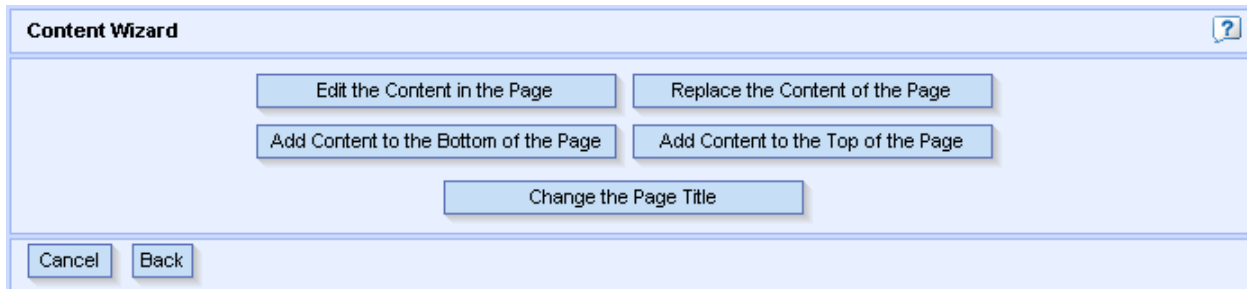 Content Wizard
?
Edit the Content in the Page
Replace the Content of the Page
Add Content to the Bottom of the Page
Add Content to the Top of the Page
Change the Page Title
Cancel
Back